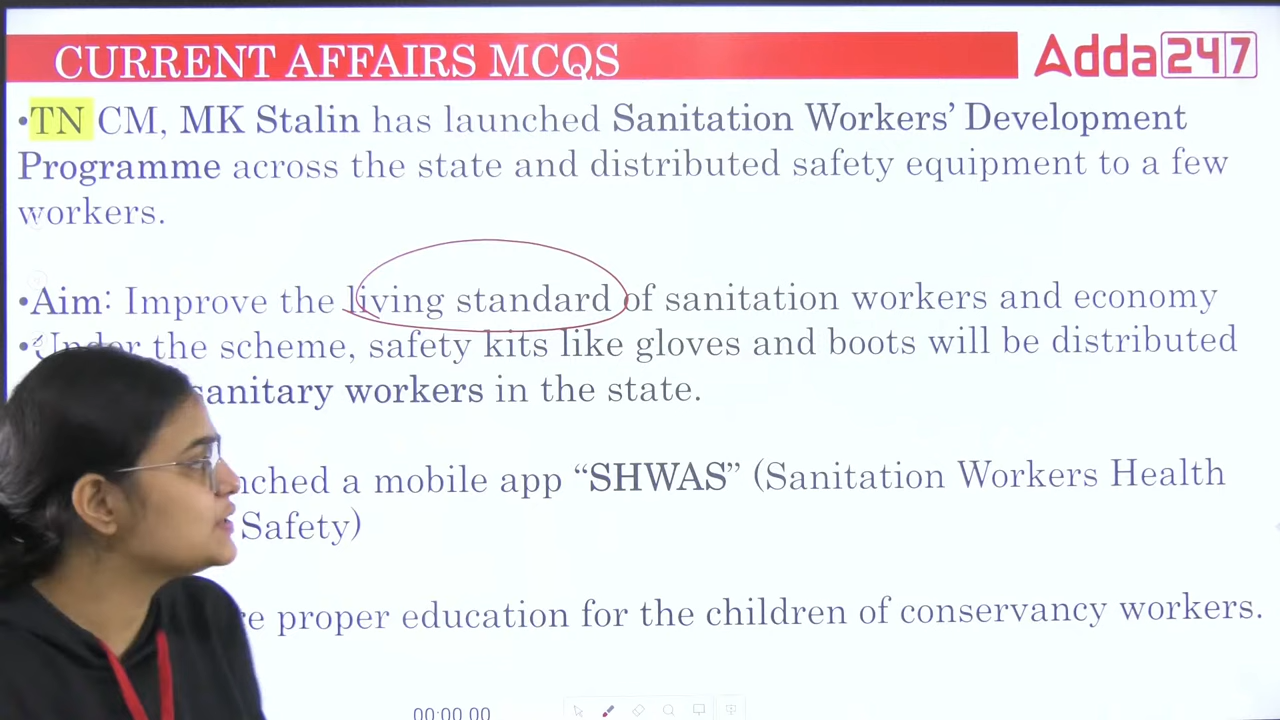 CURRENT AFFAIRS MCQS
Adda247
•TN CM, MK Stalin has launched Sanitation Workers’ Development
Programme across the state and distributed safety equipment to a few
workers.
•Aim: Improve the living standard of sanitation workers and economy
•Under the scheme, safety kits like gloves and boots will be distributed
sanitary workers in the state.
a mobile app “SHWAS” (Sanitation Workers Health
Safety)
proper education for the children of conservancy workers.
00:00.00